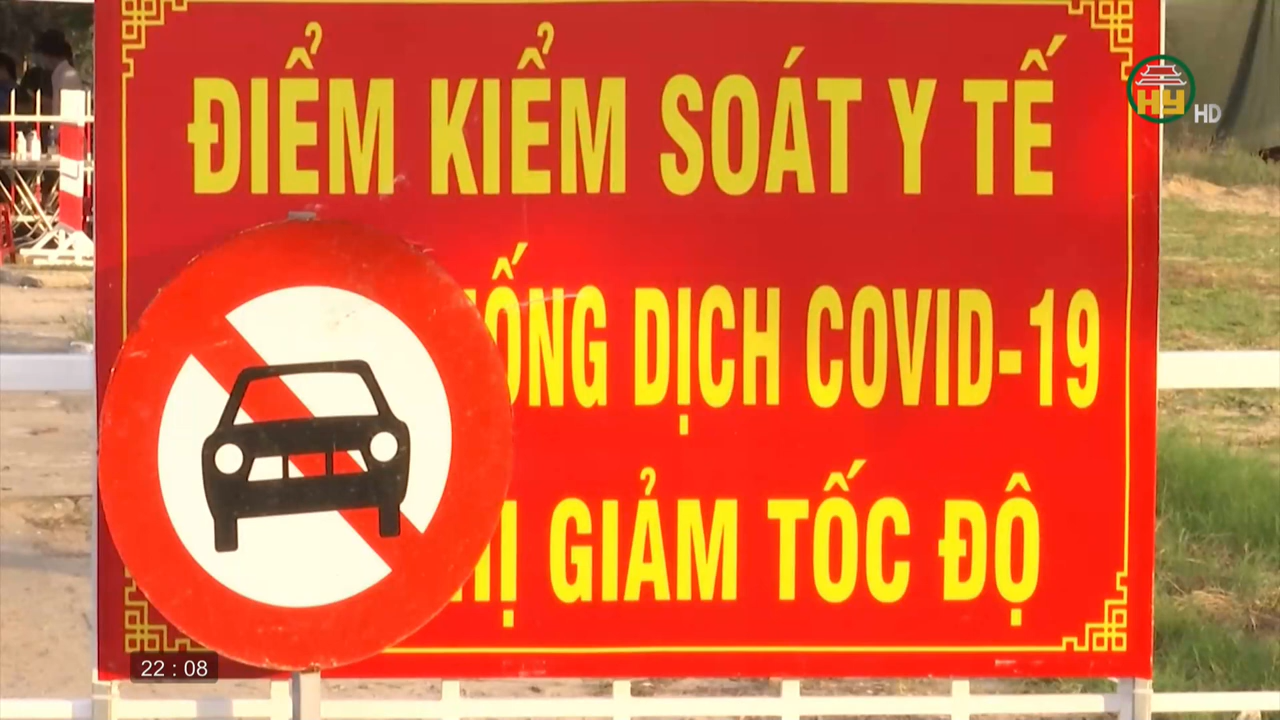 ĐIỂM KIỂM SOÁT Y TẾ
HY HD
DỊCH COVID-19
GIẢM TỐC ĐỘ
22 : 08